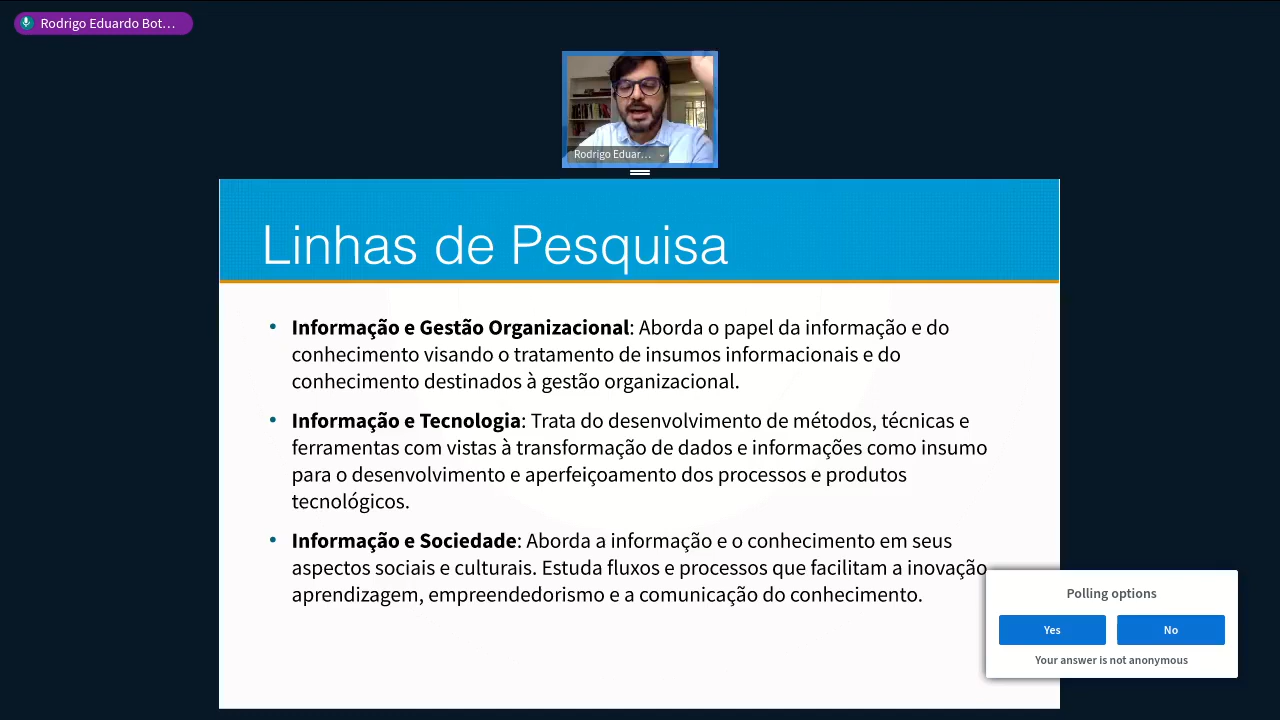 Rodrigo Eduardo Bot…
Rodrigo Eduar…
Linhas de Pesquisa
• Informação e Gestão Organizacional: Aborda o papel da informação e do
conhecimento visando o tratamento de insumos informacionais e do
conhecimento destinados à gestão organizacional.
• Informação e Tecnologia: Trata do desenvolvimento de métodos, técnicas e
ferramentas com vistas à transformação de dados e informações como insumo
para o desenvolvimento e aperfeiçoamento dos processos e produtos
tecnológicos.
• Informação e Sociedade: Aborda a informação e o conhecimento em seus
aspectos sociais e culturais. Estuda fluxos e processos que facilitam a inovação
aprendizagem, empreendedorismo e a comunicação do conhecimento.
Polling options
Yes No
Your answer is not anonymous